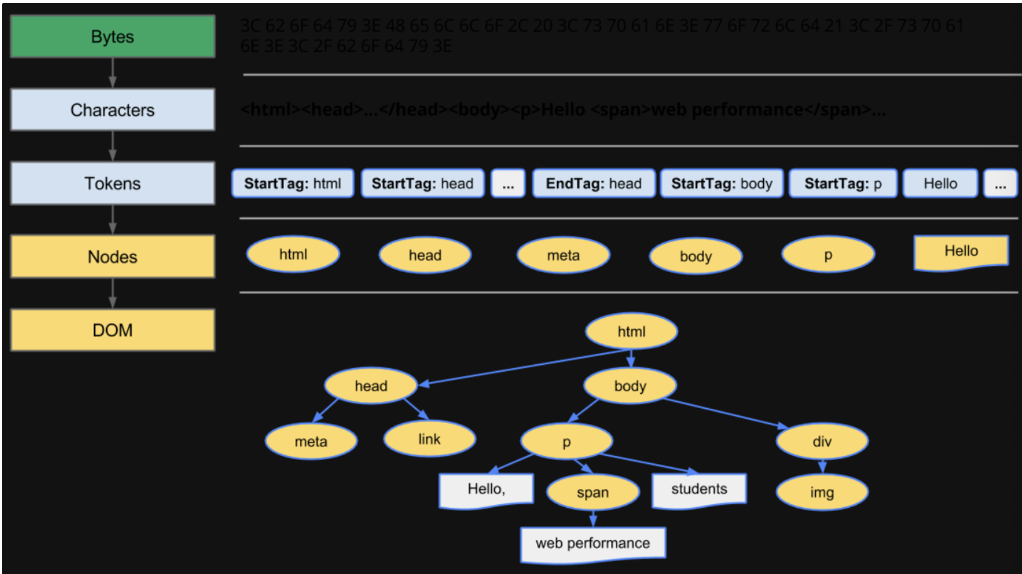 Bytes
3C 62 6F 64 79 3E 48 65 6C 6C 6F 2C 20 3C 73 70 61 6E 3E 77 6F 72 6C 64 21 3C 2F 73 70 61
6E 3E 3C 2F 62 6F 64 79 3E
Characters
<html><head>...</head><body><p>Hello <span>web performance</span>...
Tokens
StartTag: html
StartTag: head
...
EndTag: head
StartTag: body
StartTag: p
Hello
...
Nodes
html
head
meta
body
p
Hello
DOM
html
head
body
meta
link
p
div
Hello,
span
students
img
web performance